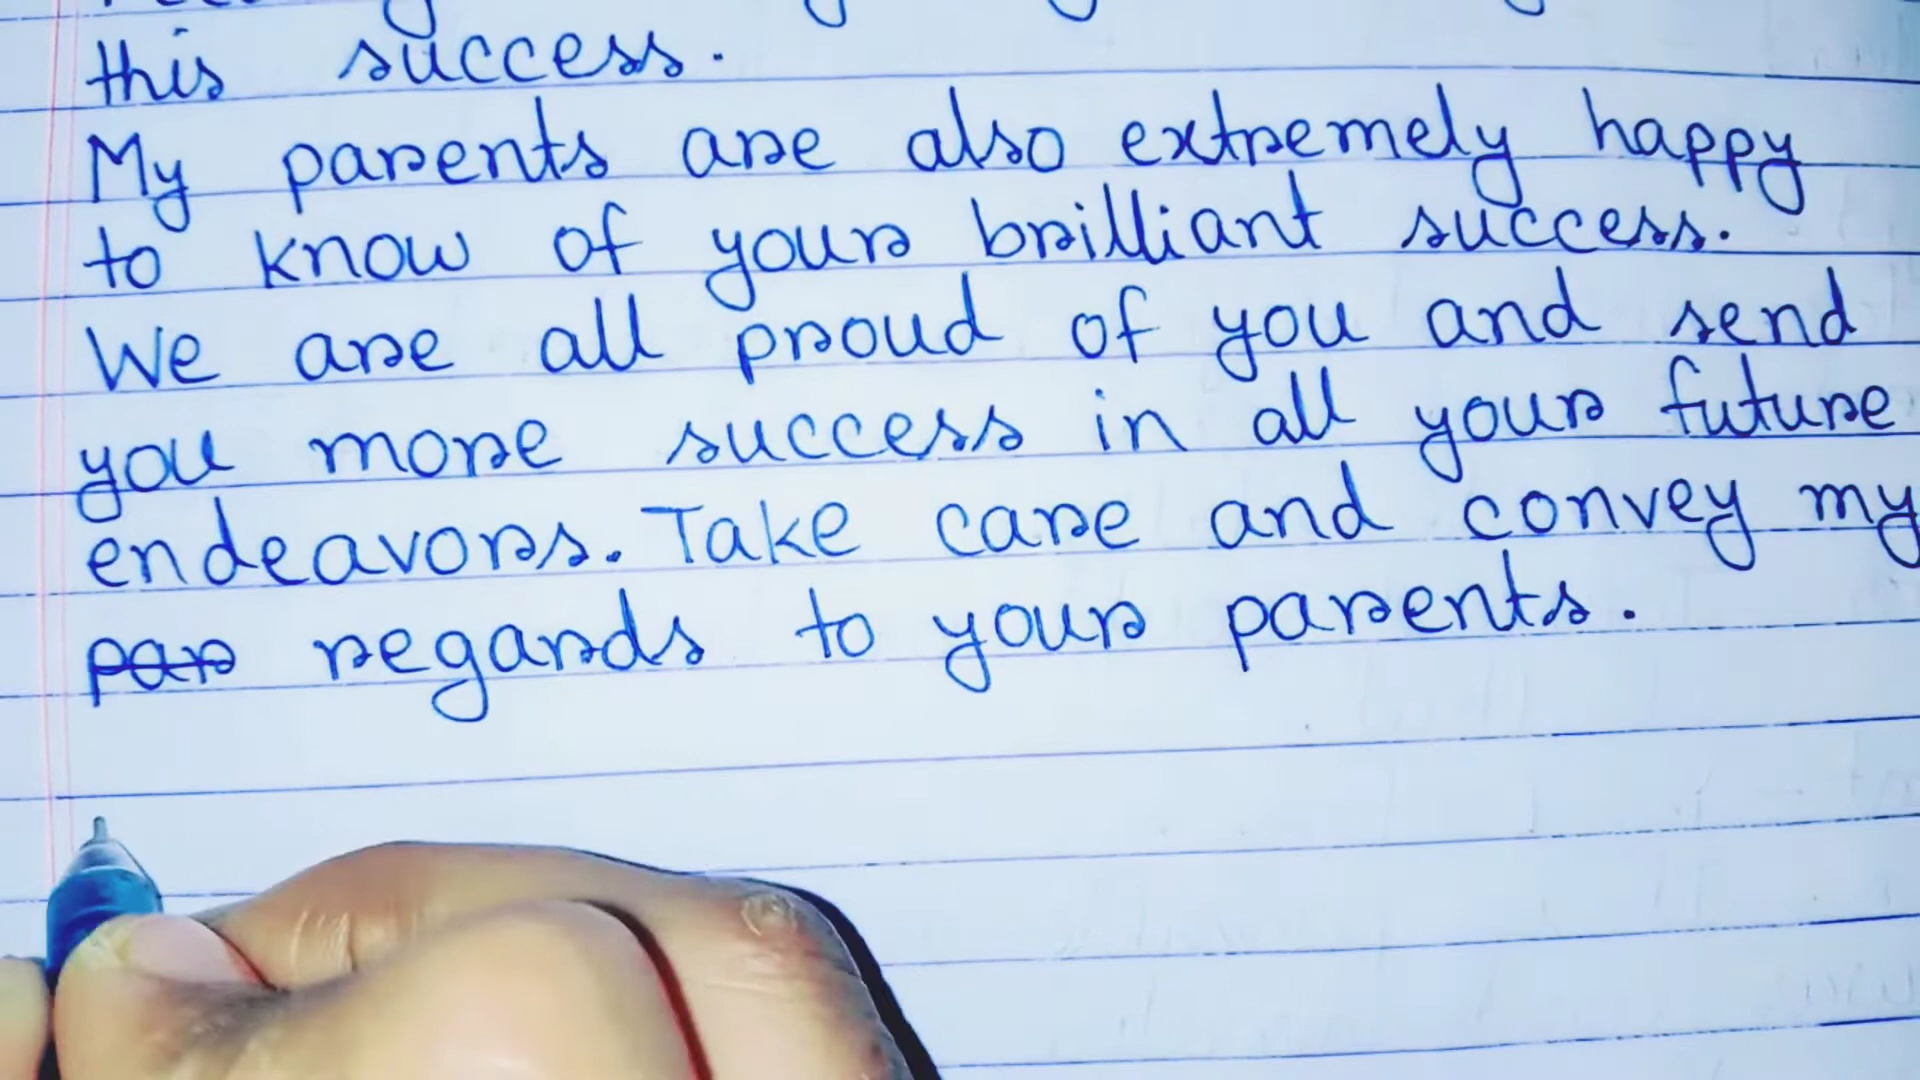 this success.
My parents are also extremely happy
to know of your brilliant success.
We are all proud of you and send
you more success in all your future
endeavors. Take care and convey my
par regards to your parents.